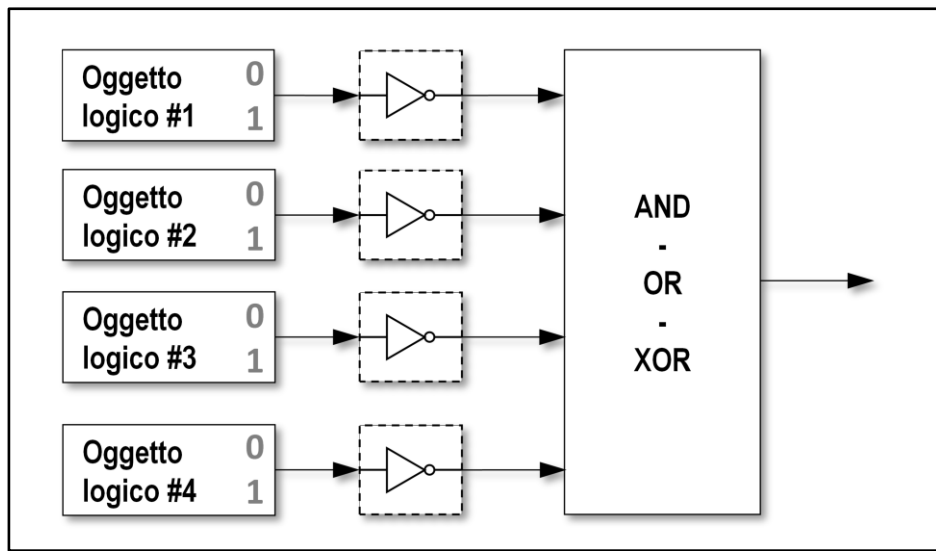 Oggetto
logico #1
0
1
Oggetto
logico #2
0
1
Oggetto
logico #3
0
1
Oggetto
logico #4
0
1
AND
-
OR
-
XOR